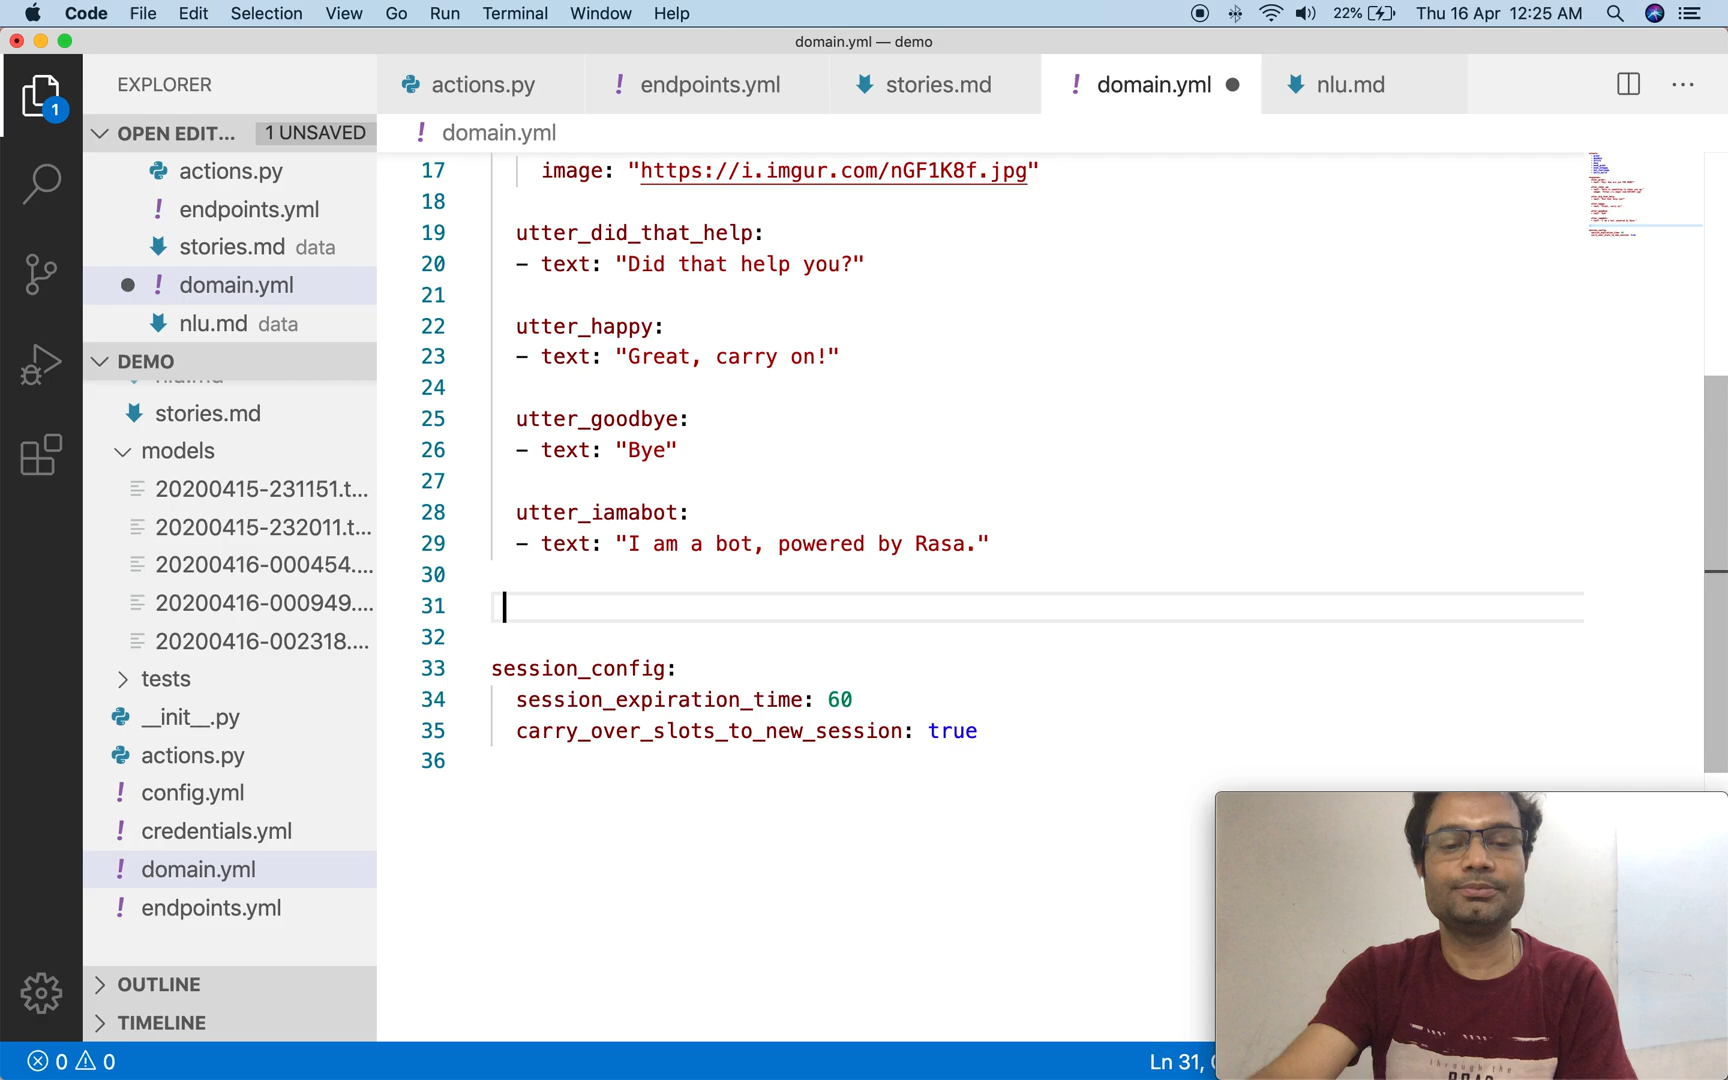 Code File Edit Selection View Go Run Terminal Window Help 22% Thu 16 Apr 12:25 AM
domain.yml — demo
EXPLORER
actions.py
endpoints.yml
stories.md
domain.yml
nlu.md
OPEN EDIT... 1 UNSAVED
actions.py
endpoints.yml
stories.md data
domain.yml
nlu.md data
DEMO
nlu.md
stories.md
models
20200415-231151.t...
20200415-232011.t...
20200416-000454....
20200416-000949....
20200416-002318....
tests
__init__.py
actions.py
config.yml
credentials.yml
domain.yml
endpoints.yml
OUTLINE
TIMELINE
domain.yml
17 image: "https://i.imgur.com/nGF1K8f.jpg"
18
19 utter_did_that_help:
20 - text: "Did that help you?"
21
22 utter_happy:
23 - text: "Great, carry on!"
24
25 utter_goodbye:
26 - text: "Bye"
27
28 utter_iamabot:
29 - text: "I am a bot, powered by Rasa."
30
31
32
33 session_config:
34 session_expiration_time: 60
35 carry_over_slots_to_new_session: true
36
0 0
Ln 31,
through the
ROAD
1